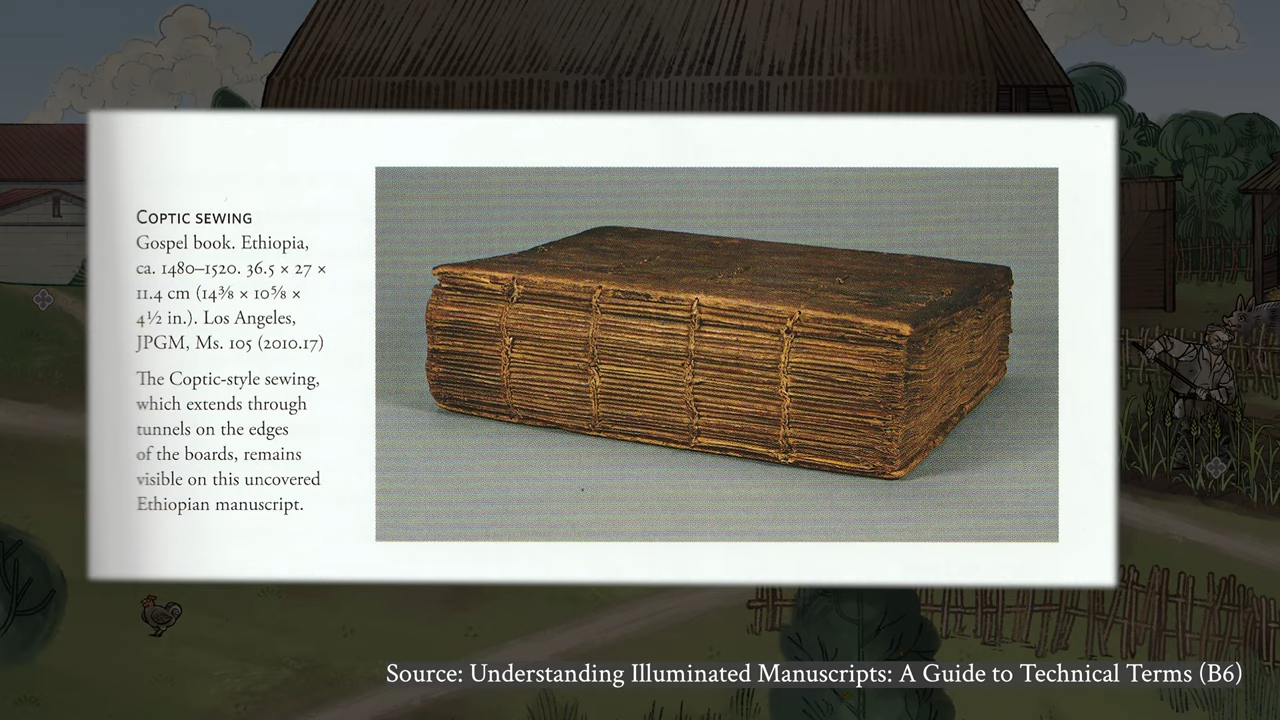 Coptic sewing
Gospel book. Ethiopia,
ca. 1480–1520. 36.5 × 27 ×
11.4 cm (14⅜ × 10⅝ ×
4½ in.). Los Angeles,
JPGM, Ms. 105 (2010.17)
The Coptic-style sewing,
which extends through
tunnels on the edges
of the boards, remains
visible on this uncovered
Ethiopian manuscript.
Source: Understanding Illuminated Manuscripts: A Guide to Technical Terms (B6)